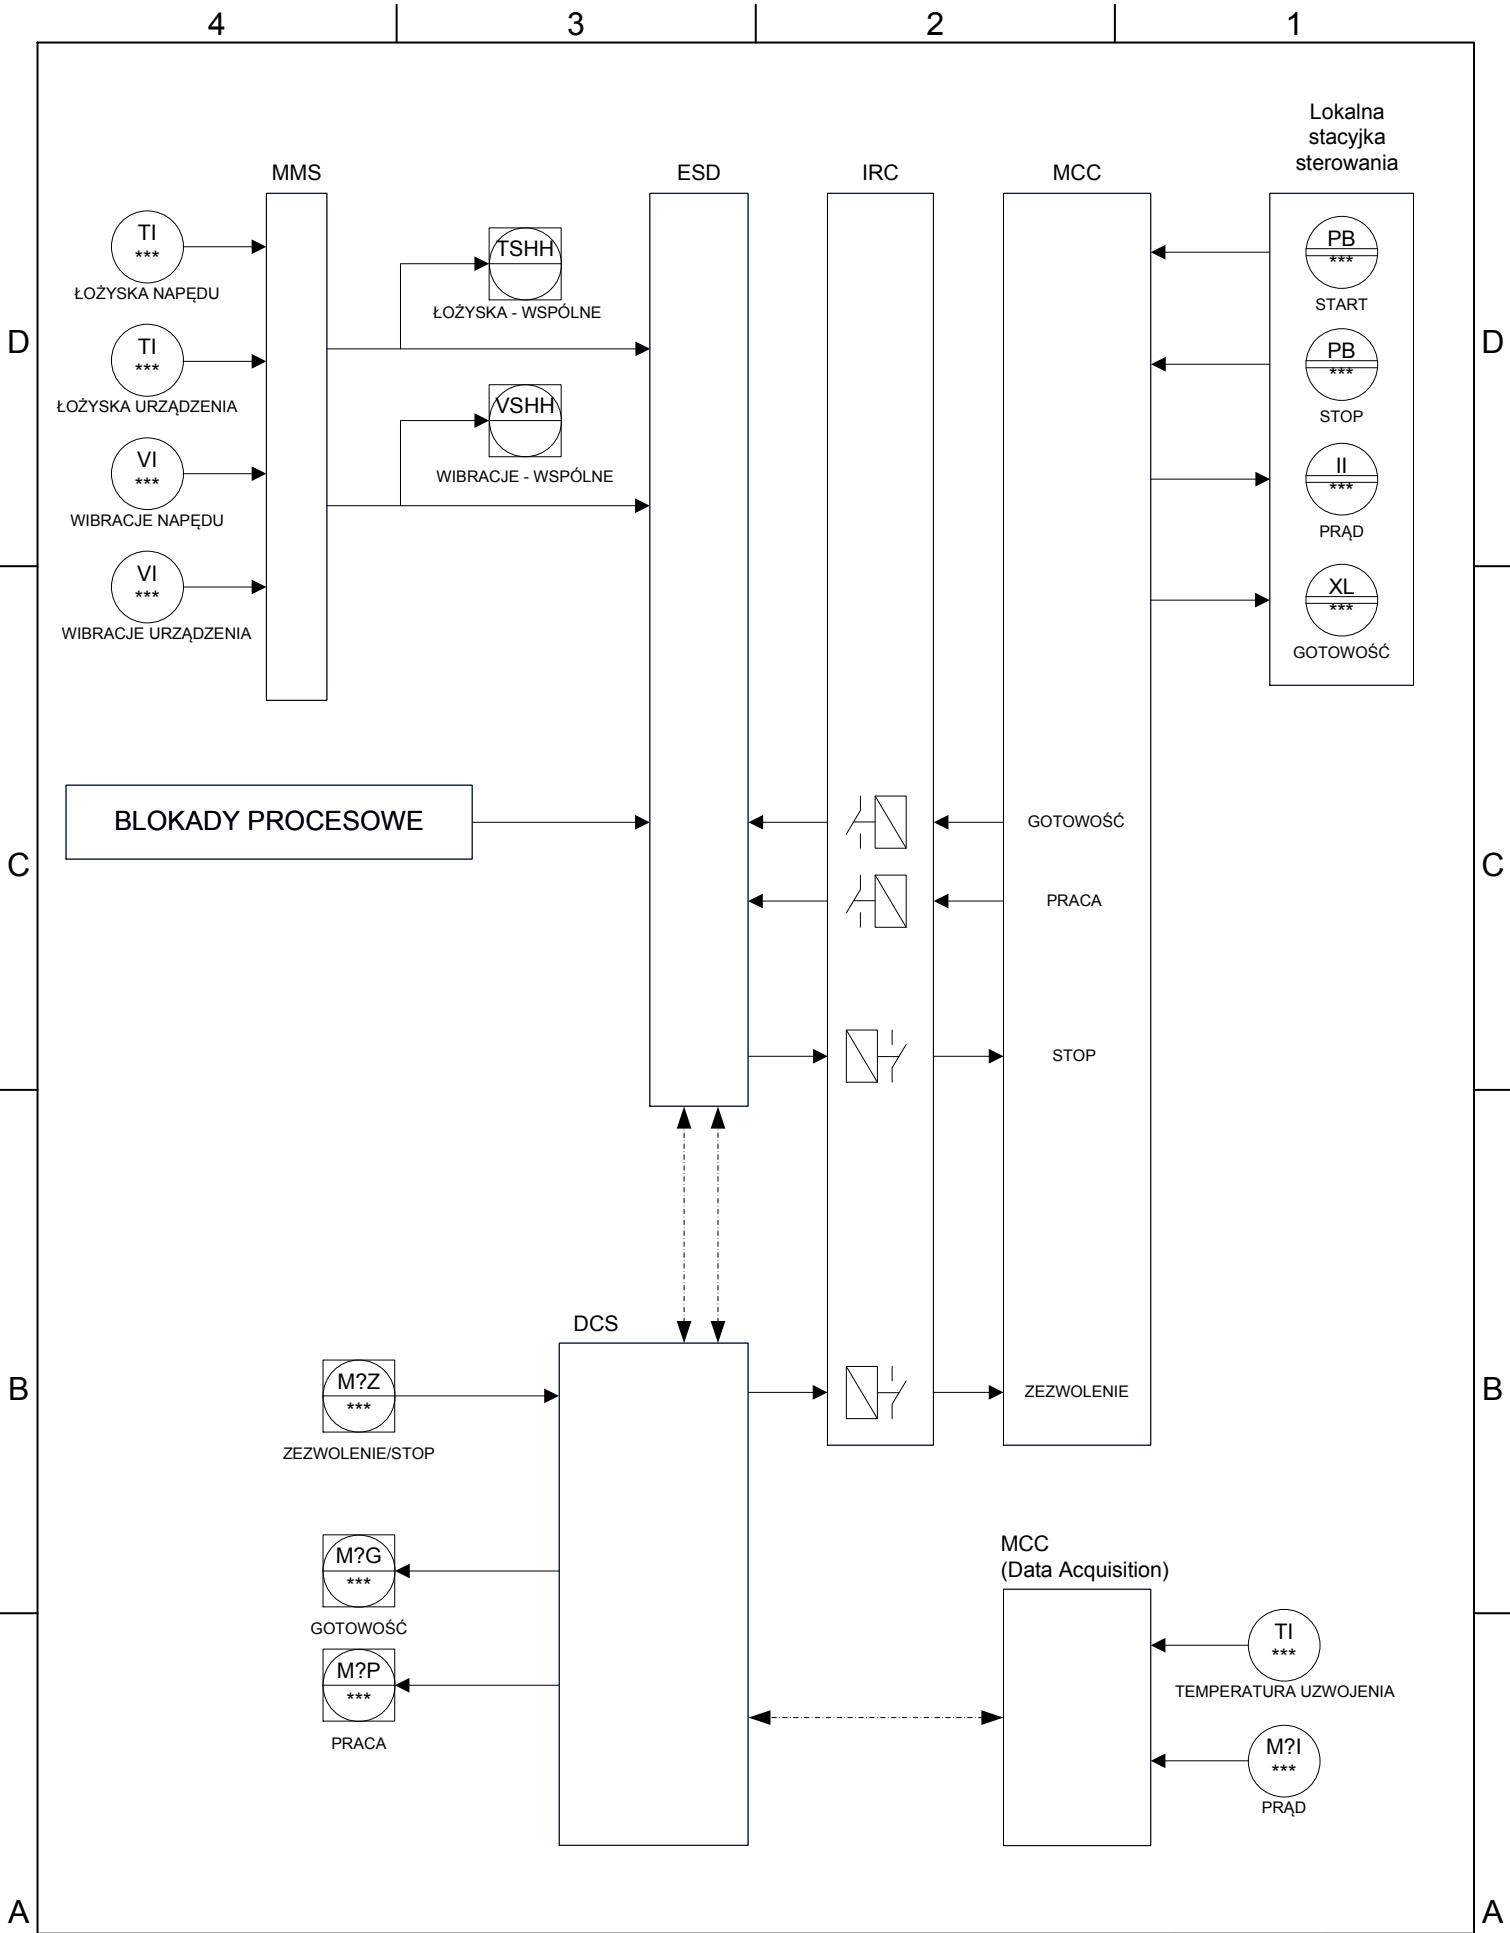 4 3 2 1
Lokalna
stacyjka
sterowania
MMS ESD IRC MCC
TI
***
ŁOŻYSKA NAPĘDU
TSHH
ŁOŻYSKA - WSPÓLNE
PB
***
START
D D
TI
***
ŁOŻYSKA URZĄDZENIA
VSHH
WIBRACJE - WSPÓLNE
PB
***
STOP
VI
***
WIBRACJE NAPĘDU
II
***
PRĄD
VI
***
WIBRACJE URZĄDZENIA
XL
***
GOTOWOŚĆ
BLOKADY PROCESOWE
GOTOWOŚĆ
C C
PRACA
STOP
DCS
M?Z
***
ZEZWOLENIE/STOP
ZEZWOLENIE
B B
M?G
***
GOTOWOŚĆ
MCC
(Data Acquisition)
M?P
***
PRACA
TI
***
TEMPERATURA UZWOJENIA
M?I
***
PRĄD
A A